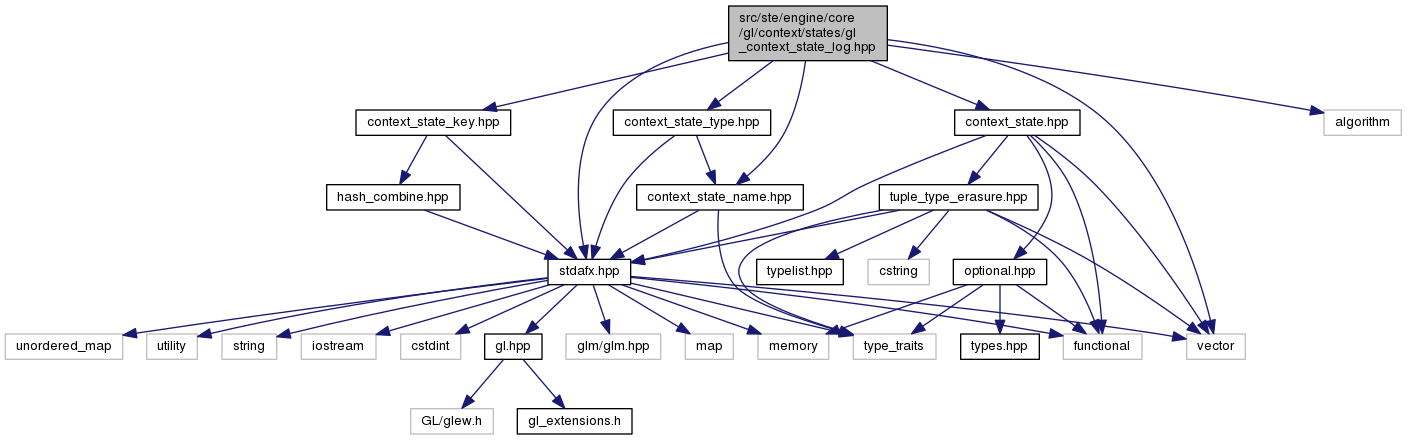 src/ste/engine/core
/gl/context/states/gl
_context_state_log.hpp
context_state_key.hpp
context_state_type.hpp
context_state.hpp
algorithm
hash_combine.hpp
context_state_name.hpp
tuple_type_erasure.hpp
stdafx.hpp
typelist.hpp
cstring
optional.hpp
unordered_map
utility
string
iostream
cstdint
gl.hpp
glm/glm.hpp
map
memory
type_traits
types.hpp
functional
vector
GL/glew.h
gl_extensions.h